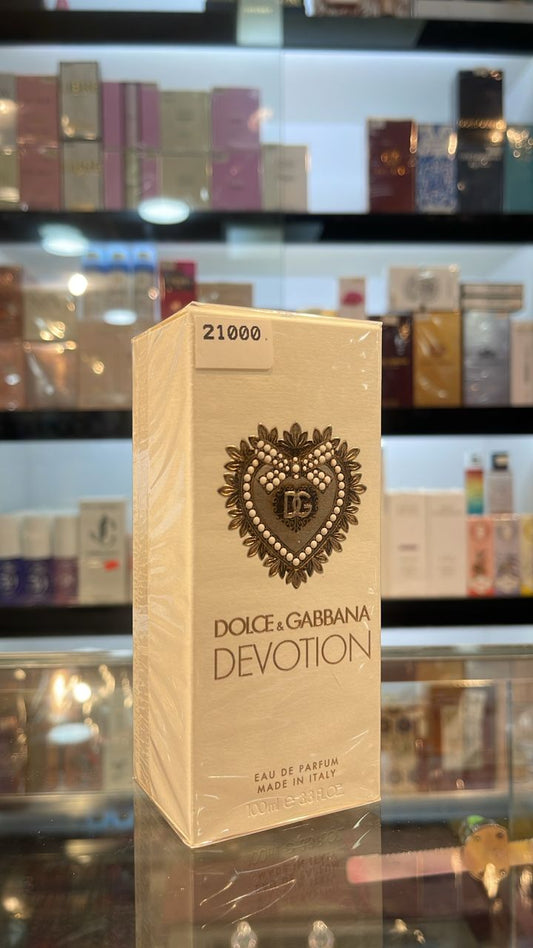 21000.
DG
DOLCE & GABBANA
DEVOTION
EAU DE PARFUM
MADE IN ITALY
100ml ℮ 3.3 FL.OZ.